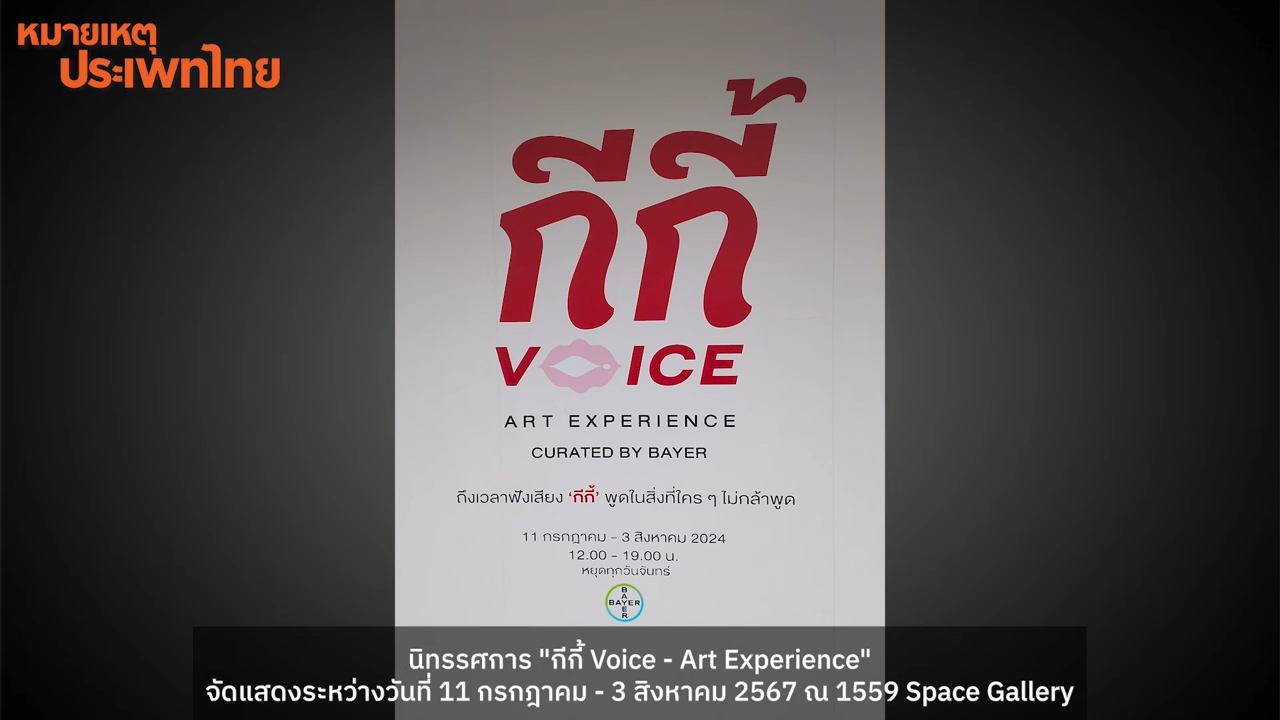 หมายเหตุ
ประเพทไทย
กีกี้
VOICE
ART EXPERIENCE
CURATED BY BAYER
ถึงเวลาฟังเสียง ‘กีกี้’ พูดในสิ่งที่ใคร ๆ ไม่กล้าพูด
11 กรกฎาคม - 3 สิงหาคม 2024
12.00 - 19.00 น.
หยุดทุกวันจันทร์
BAYER
BAYER
นิทรรศการ "กีกี้ Voice - Art Experience"
จัดแสดงระหว่างวันที่ 11 กรกฎาคม - 3 สิงหาคม 2567 ณ 1559 Space Gallery